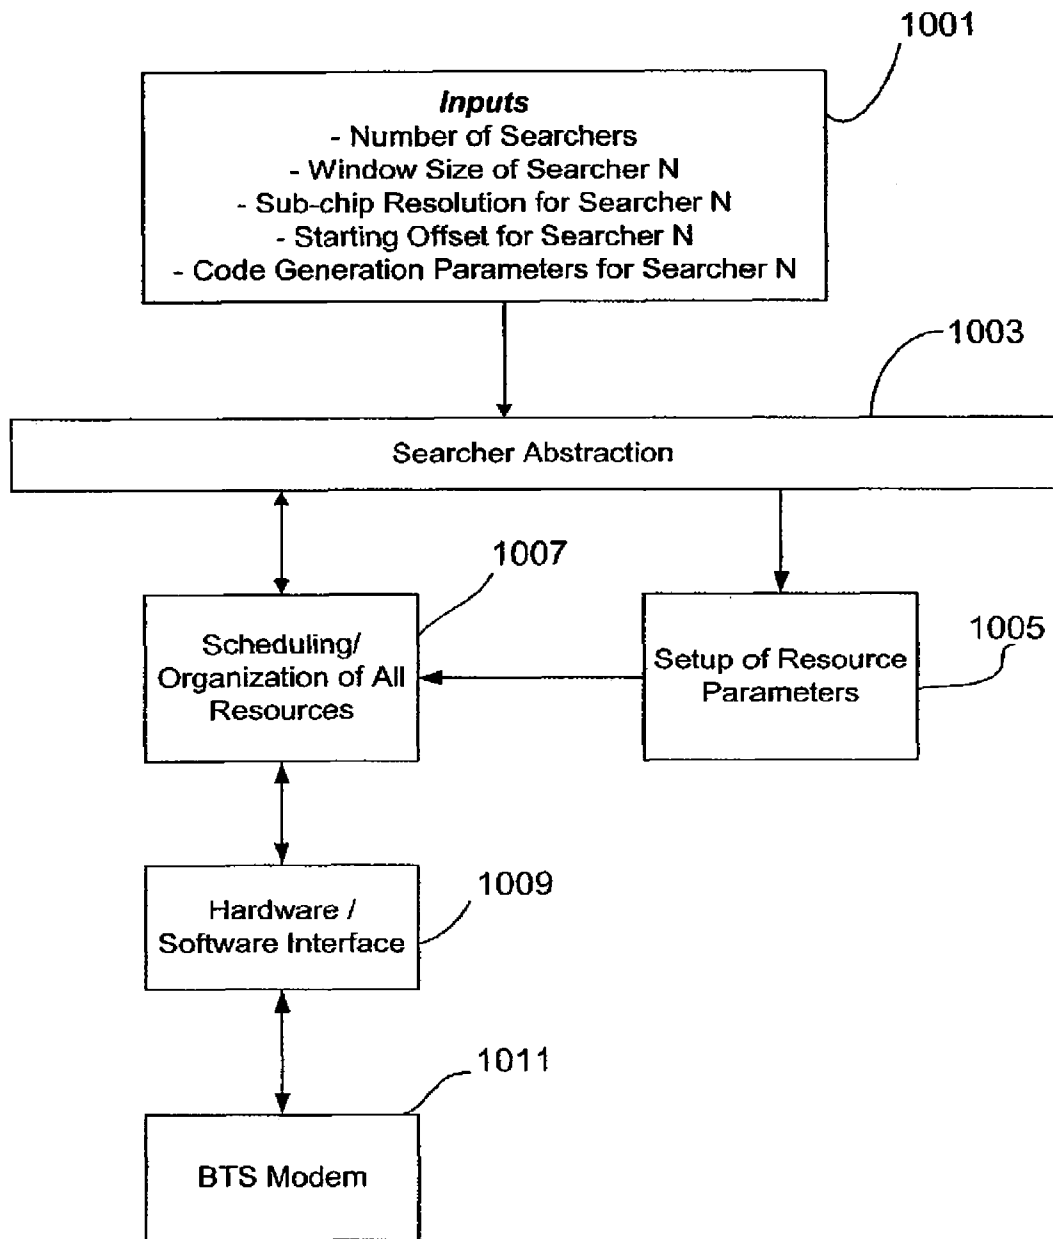 1001
Inputs
- Number of Searchers
- Window Size of Searcher N
- Sub-chip Resolution for Searcher N
- Starting Offset for Searcher N
- Code Generation Parameters for Searcher N
1003
Searcher Abstraction
1007
Scheduling/
Organization of All
Resources
1005
Setup of Resource
Parameters
1009
Hardware /
Software Interface
1011
BTS Modem